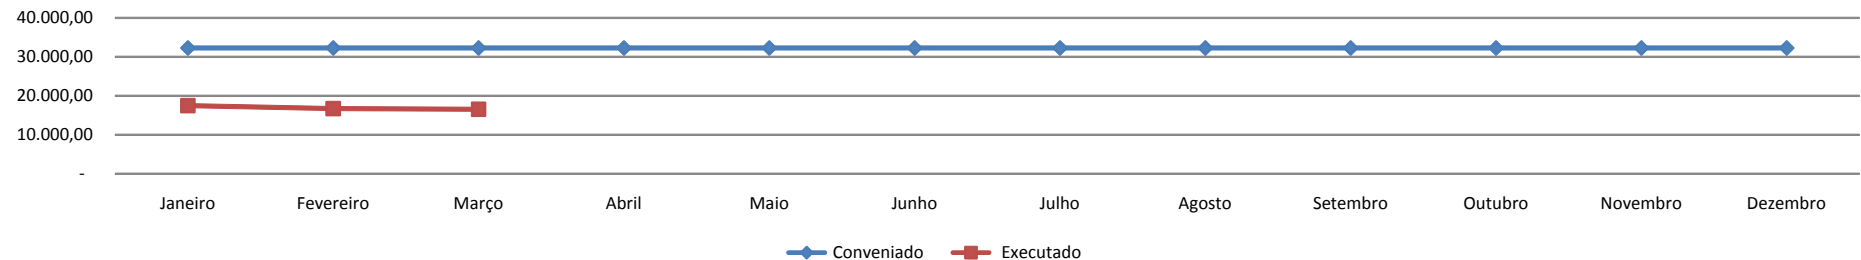 40.000,00
30.000,00
20.000,00
10.000,00
-
Janeiro Fevereiro Março Abril Maio Junho Julho Agosto Setembro Outubro Novembro Dezembro
Conveniado Executado